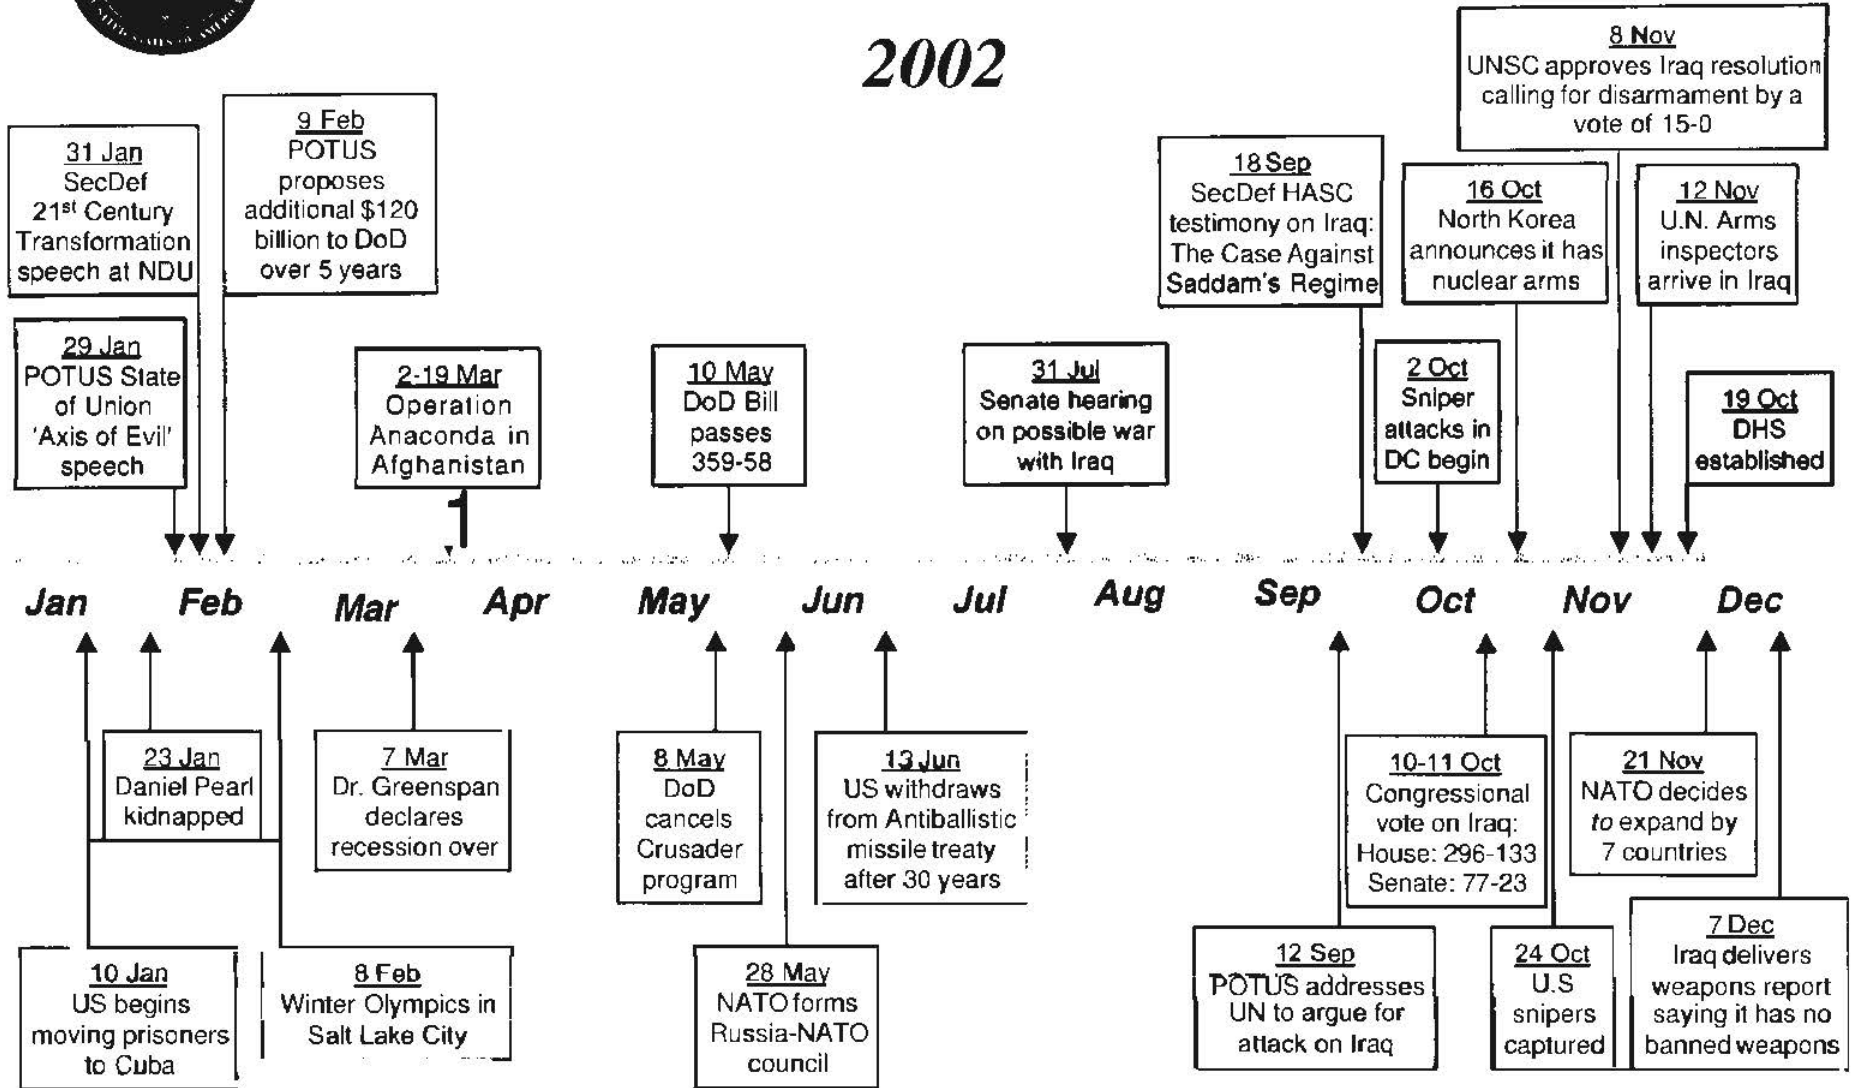 2002
8 Nov
UNSC approves Iraq resolution
calling for disarmament by a
vote of 15-0
9 Feb
POTUS
proposes
additional $120
billion to DoD
over 5 years
31 Jan
SecDef
21st Century
Transformation
speech at NDU
18 Sep
SecDef HASC
testimony on Iraq:
The Case Against
Saddam's Regime
16 Oct
North Korea
announces it has
nuclear arms
12 Nov
U.N. Arms
inspectors
arrive in Iraq
29 Jan
POTUS State
of Union
'Axis of Evil'
speech
2-19 Mar
Operation
Anaconda in
Afghanistan
10 May
DoD Bill
passes
359-58
31 Jul
Senate hearing
on possible war
with Iraq
2 Oct
Sniper
attacks in
DC begin
19 Oct
DHS
established
Jan Feb Mar Apr May Jun Jul Aug Sep Oct Nov Dec
23 Jan
Daniel Pearl
kidnapped
7 Mar
Dr. Greenspan
declares
recession over
8 May
DoD
cancels
Crusader
program
13 Jun
US withdraws
from Antiballistic
missile treaty
after 30 years
10-11 Oct
Congressional
vote on Iraq:
House: 296-133
Senate: 77-23
21 Nov
NATO decides
to expand by
7 countries
10 Jan
US begins
moving prisoners
to Cuba
8 Feb
Winter Olympics in
Salt Lake City
28 May
NATO forms
Russia-NATO
council
12 Sep
POTUS addresses
UN to argue for
attack on Iraq
24 Oct
U.S
snipers
captured
7 Dec
Iraq delivers
weapons report
saying it has no
banned weapons